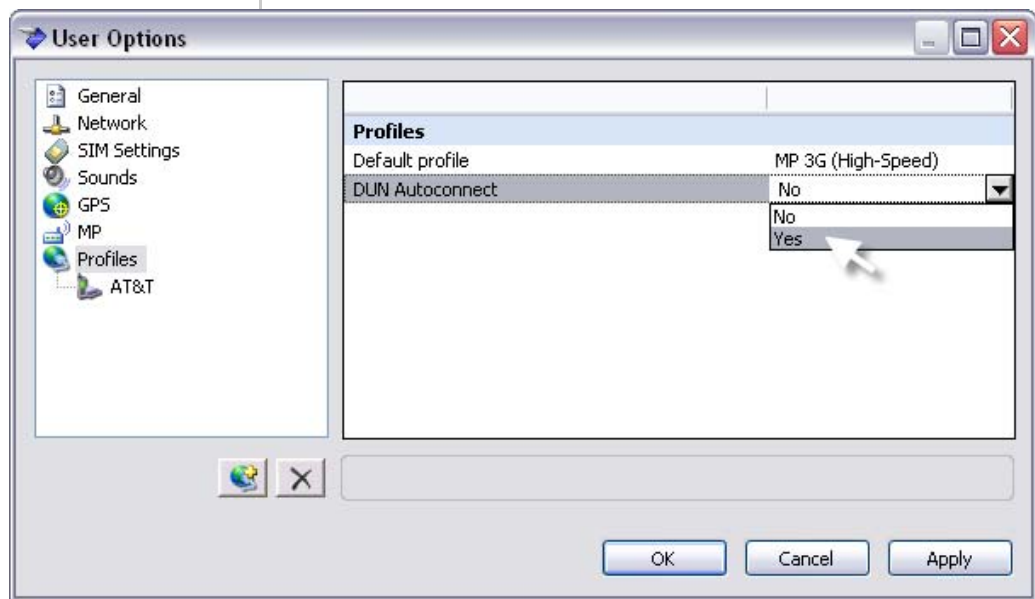 User Options
General
Network
SIM Settings
Sounds
GPS
MP
Profiles
AT&T
Profiles
Default profile MP 3G (High-Speed)
DUN Autoconnect No
No
Yes
OK Cancel Apply